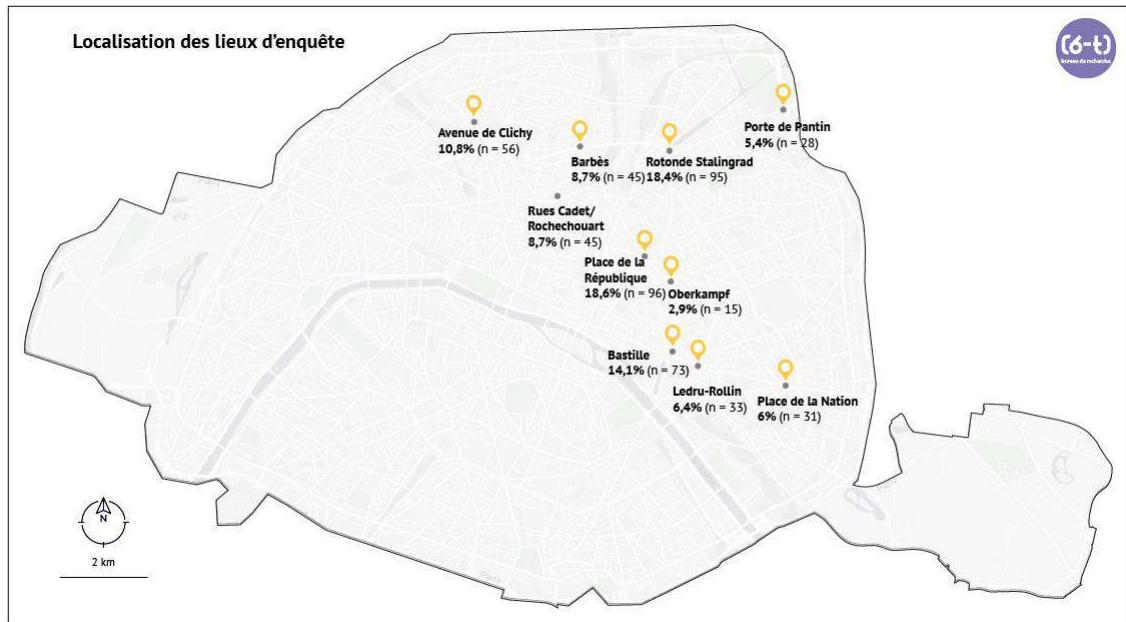 Localisation des lieux d'enquête
(6-t)
bureau de recherche
Avenue de Clichy
10,8% (n = 56)
Barbès
8,7% (n = 45)
Rotonde Stalingrad
18,4% (n = 95)
Porte de Pantin
5,4% (n = 28)
Rues Cadet/
Rochechouart
8,7% (n = 45)
Place de la
République
18,6% (n = 96)
Oberkampf
2,9% (n = 15)
Bastille
14,1% (n = 73)
Ledru-Rollin
6,4% (n = 33)
Place de la Nation
6% (n = 31)
N
2 km